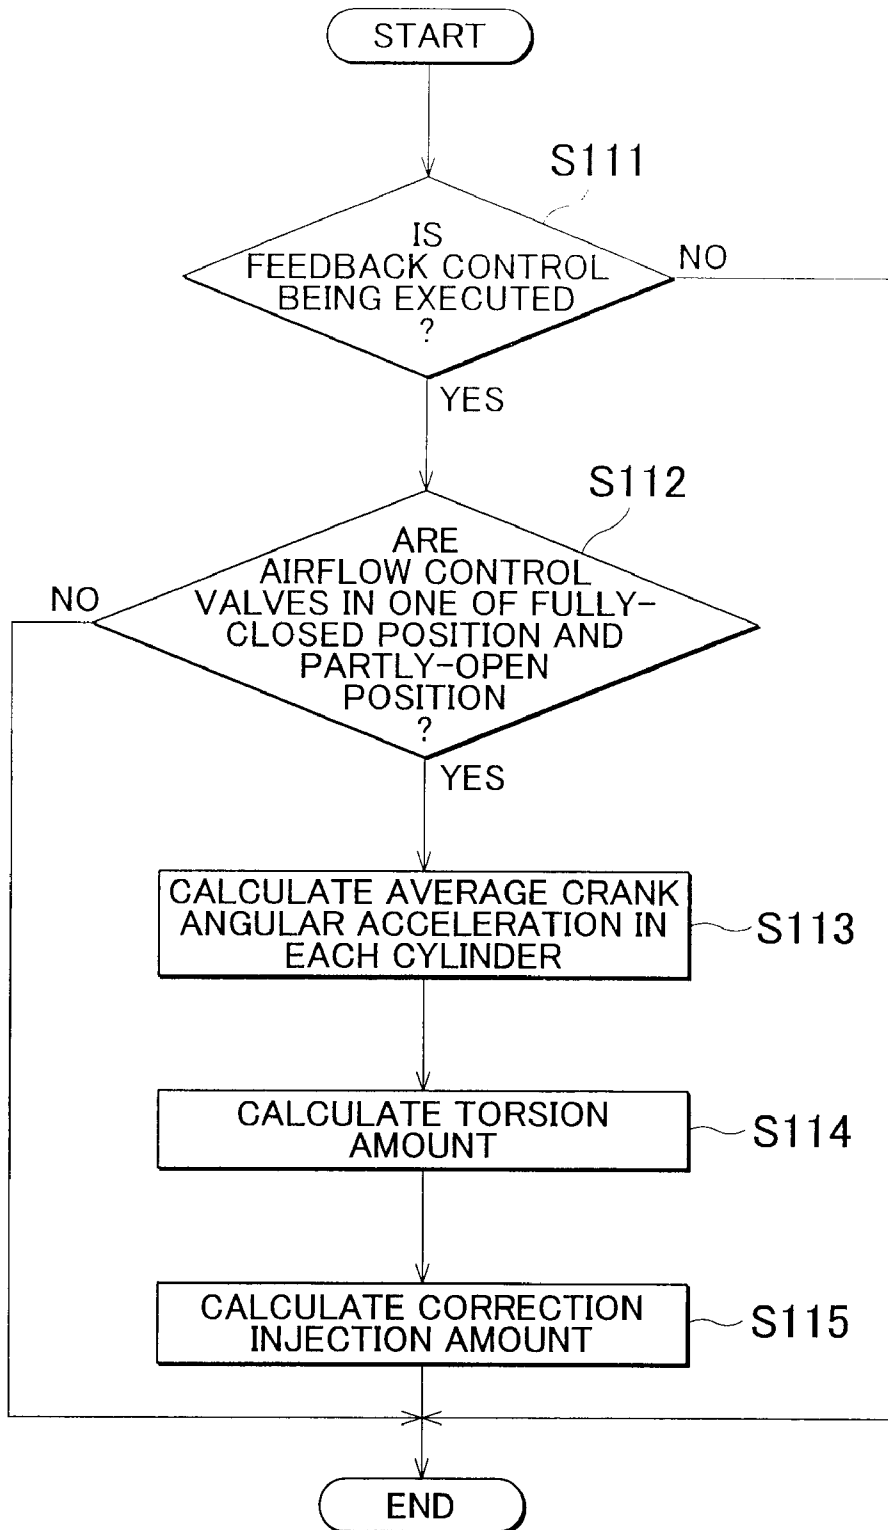 START
S111
IS
FEEDBACK CONTROL
BEING EXECUTED
?
NO
YES
S112
ARE
AIRFLOW CONTROL
VALVES IN ONE OF FULLY-
CLOSED POSITION AND
PARTLY-OPEN
POSITION
?
NO
YES
CALCULATE AVERAGE CRANK
ANGULAR ACCELERATION IN
EACH CYLINDER
S113
CALCULATE TORSION
AMOUNT
S114
CALCULATE CORRECTION
INJECTION AMOUNT
S115
END